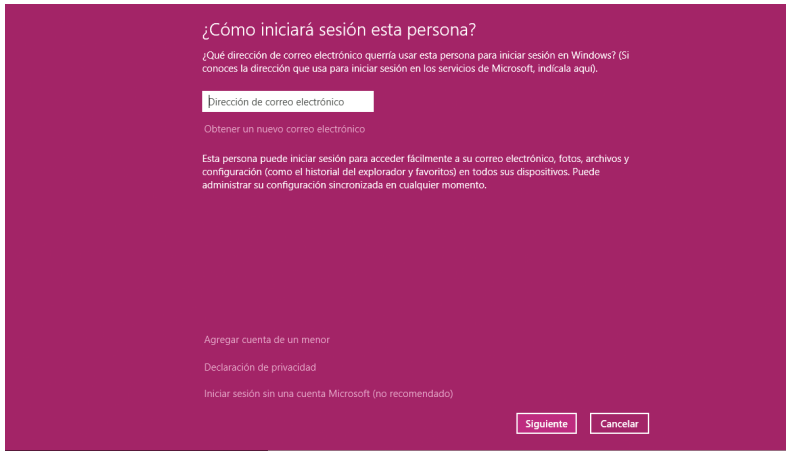 ¿Cómo iniciará sesión esta persona?
¿Qué dirección de correo electrónico querría usar esta persona para iniciar sesión en Windows? (Si
conoces la dirección que usa para iniciar sesión en los servicios de Microsoft, indícala aquí).
Dirección de correo electrónico
Obtener un nuevo correo electrónico
Esta persona puede iniciar sesión para acceder fácilmente a su correo electrónico, fotos, archivos y
configuración (como el historial del explorador y favoritos) en todos sus dispositivos. Puede
administrar su configuración sincronizada en cualquier momento.
Agregar cuenta de un menor
Declaración de privacidad
Iniciar sesión sin una cuenta Microsoft (no recomendado)
Siguiente Cancelar